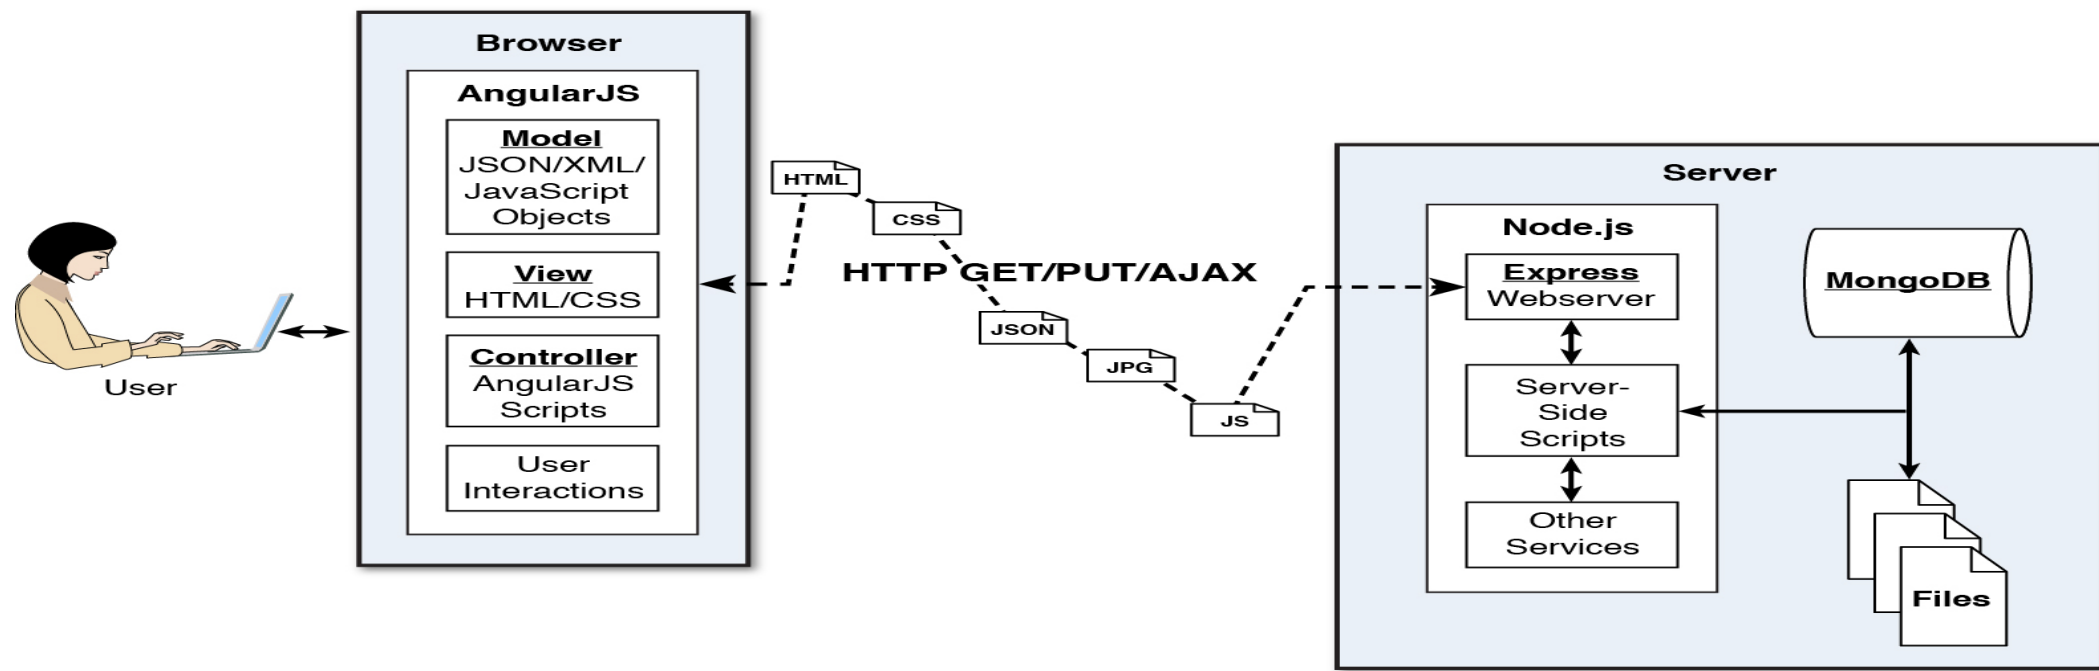 User
Browser
AngularJS
Model
JSON/XML/
JavaScript
Objects
View
HTML/CSS
Controller
AngularJS
Scripts
User
Interactions
HTML
CSS
HTTP GET/PUT/AJAX
JSON
JPG
JS
Server
Node.js
Express
Webserver
Server-
Side
Scripts
Other
Services
MongoDB
Files